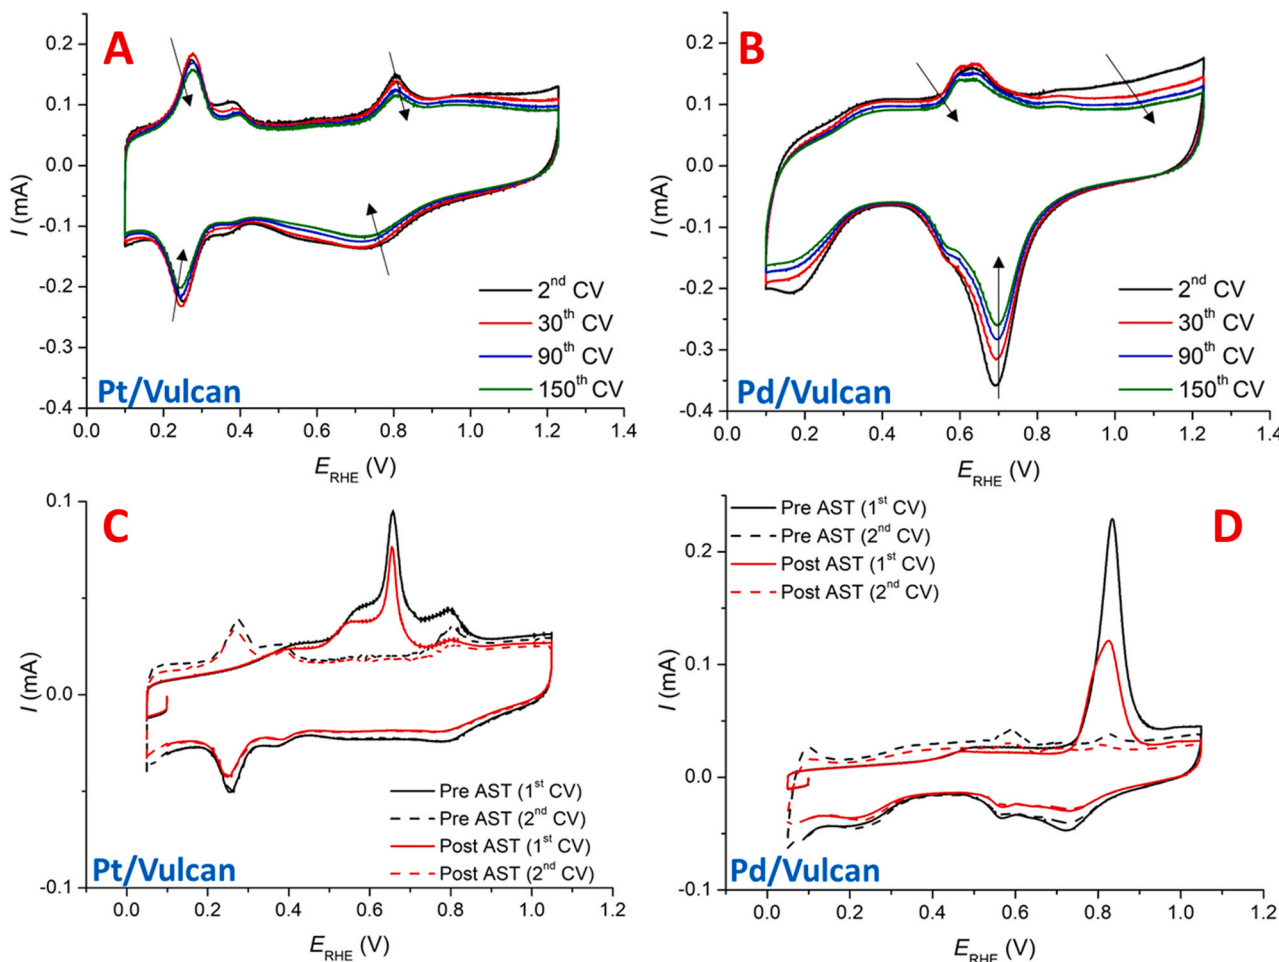 A
I (mA)
0.2
0.1
0.0
-0.1
-0.2
-0.3
-0.4
2nd CV
30th CV
90th CV
150th CV
Pt/Vulcan
0.0 0.2 0.4 0.6 0.8 1.0 1.2 1.4
ERHE (V)
B
I (mA)
0.2
0.1
0.0
-0.1
-0.2
-0.3
-0.4
2nd CV
30th CV
90th CV
150th CV
Pd/Vulcan
0.0 0.2 0.4 0.6 0.8 1.0 1.2 1.4
ERHE (V)
C
I (mA)
0.1
0.0
-0.1
Pre AST (1st CV)
Pre AST (2nd CV)
Post AST (1st CV)
Post AST (2nd CV)
Pt/Vulcan
0.0 0.2 0.4 0.6 0.8 1.0
ERHE (V)
Pre AST (1st CV)
Pre AST (2nd CV)
Post AST (1st CV)
Post AST (2nd CV)
D
I (mA)
0.2
0.1
0.0
-0.1
Pd/Vulcan
0.0 0.2 0.4 0.6 0.8 1.0 1.2
ERHE (V)